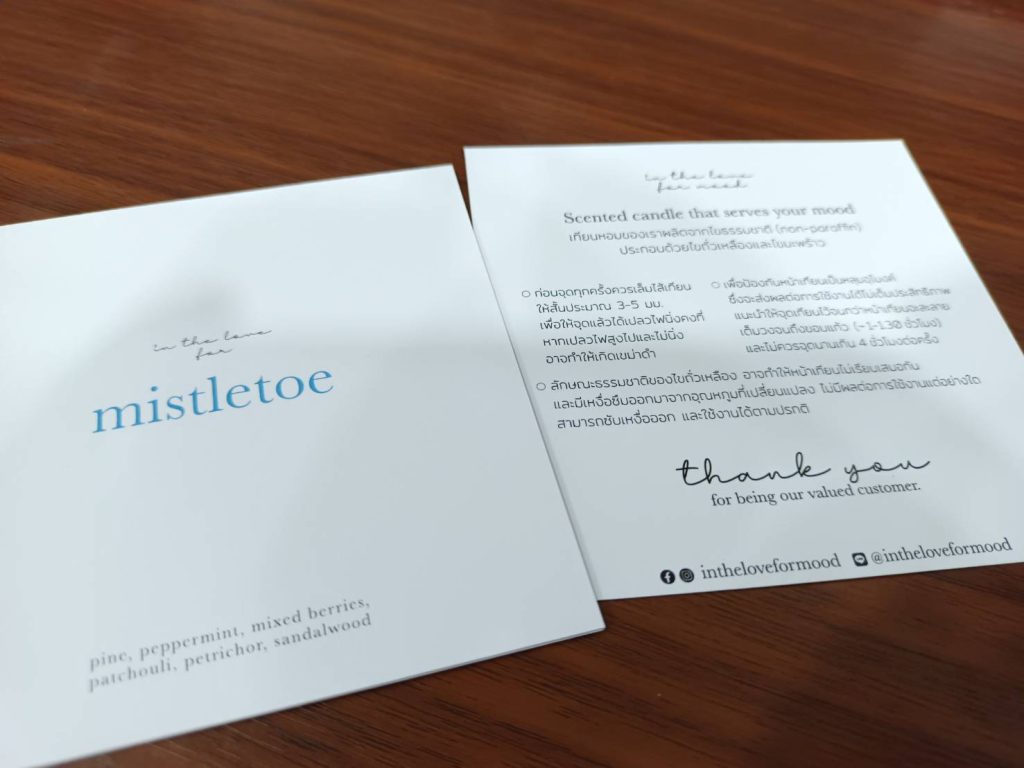 in the love
for
mistletoe
pine, peppermint, mixed berries,
patchouli, petrichor, sandalwood
in the love
for mood
Scented candle that serves your mood
เทียนหอมของเราผลิตจากไขธรรมชาติ (non-paraffin)
ประกอบด้วยไขถั่วเหลืองและไขมะพร้าว
ก่อนจุดทุกครั้งควรเล็มไส้เทียน
ให้สั้นประมาณ 3-5 มม.
เพื่อให้จุดแล้วได้เปลวไฟนิ่งคงที่
หากเปลวไฟสูงไปและไม่นิ่ง
อาจทำให้เกิดเขม่าดำ
เพื่อป้องกันหน้าเทียนเป็นหลุมอุโมงค์
ซึ่งจะส่งผลต่อการใช้งานได้ไม่เต็มประสิทธิภาพ
แนะนำให้จุดเทียนไว้จนกว่าหน้าเทียนจะละลาย
เต็มวงจนถึงขอบแก้ว (~1-1.30 ชั่วโมง)
และไม่ควรจุดนานเกิน 4 ชั่วโมงต่อครั้ง
ลักษณะธรรมชาติของไขถั่วเหลือง อาจทำให้หน้าเทียนไม่เรียบเสมอกัน
และมีเหงื่อซึมออกมาจากอุณหภูมิที่เปลี่ยนแปลง ไม่มีผลต่อการใช้งานแต่อย่างใด
สามารถซับเหงื่อออก และใช้งานได้ตามปรกติ
thank you
for being our valued customer.
intheloveformood @intheloveformood